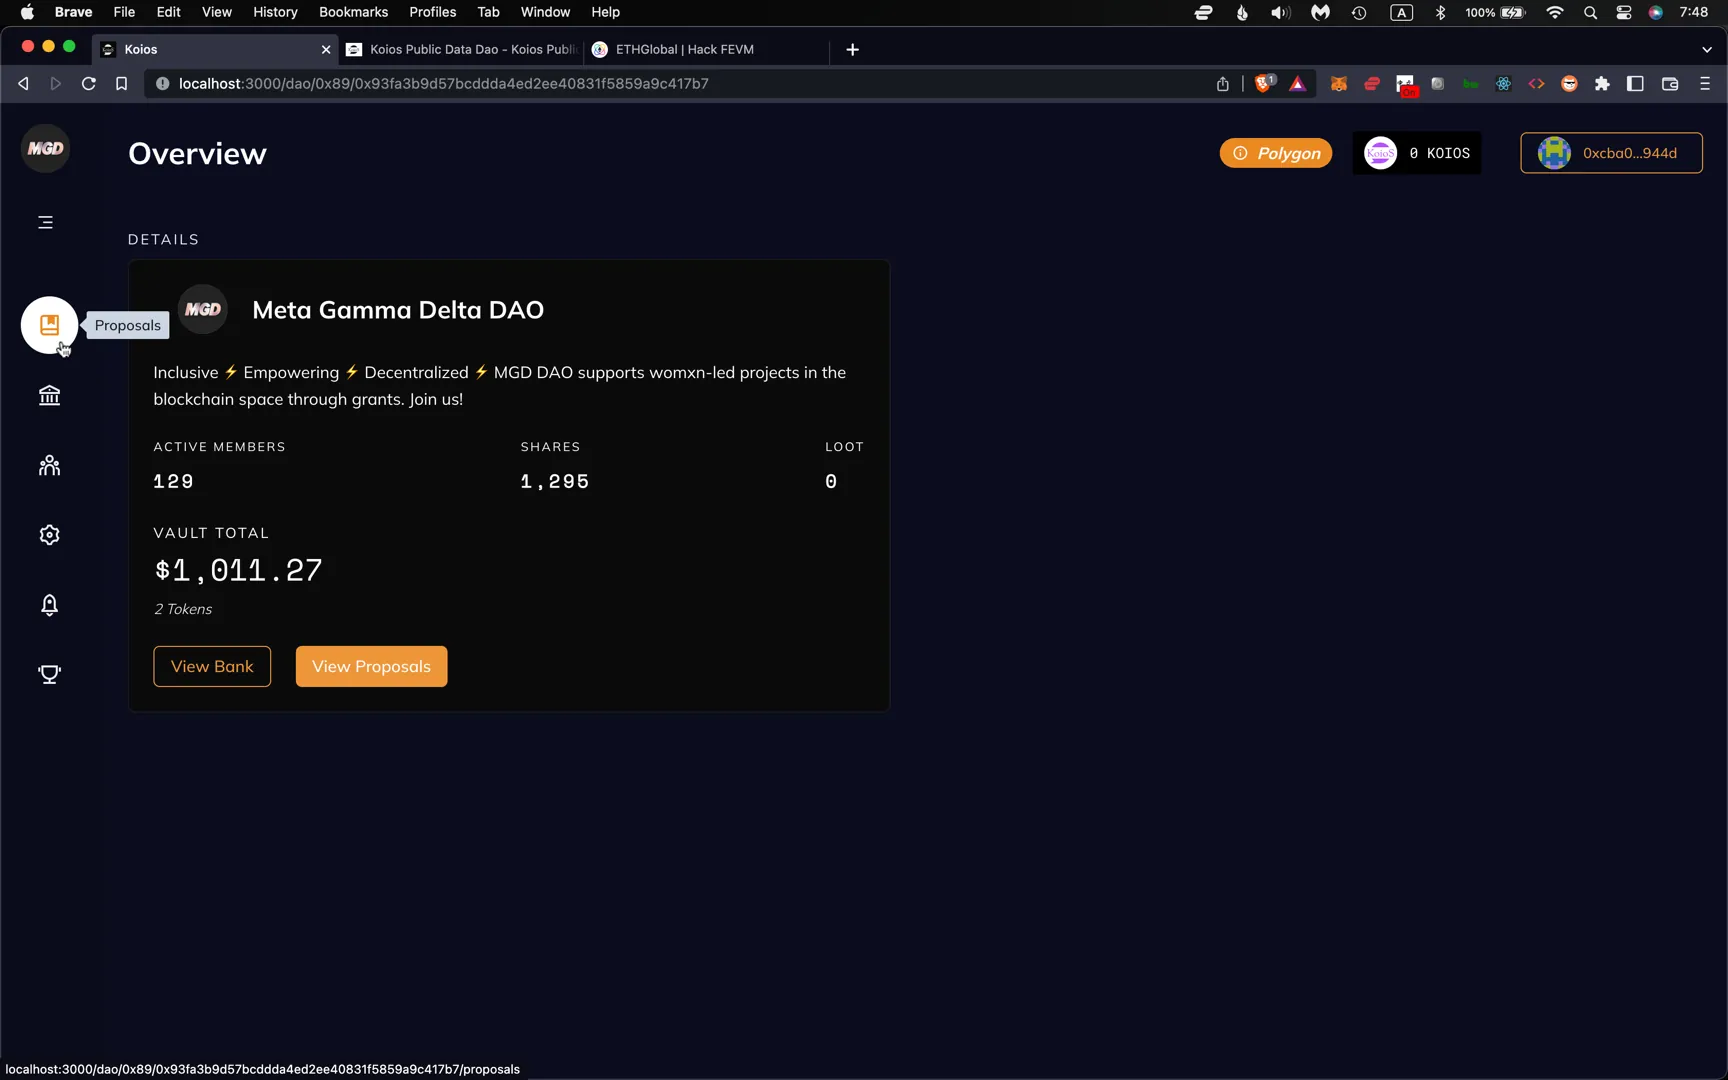 Brave File Edit View History Bookmarks Profiles Tab Window Help A 100% 7:48
Koios Koios Public Data Dao - Koios Publi ETHGlobal | Hack FEVM
localhost:3000/dao/0x89/0x93fa3b9d57bcddda4ed2ee40831f5859a9c417b7 1 On
MGD Overview Polygon KoioS 0 KOIOS 0xcba0...944d
DETAILS
MGD Meta Gamma Delta DAO
Proposals
Inclusive ⚡ Empowering ⚡ Decentralized ⚡ MGD DAO supports womxn-led projects in the
blockchain space through grants. Join us!
ACTIVE MEMBERS SHARES LOOT
129 1,295 0
VAULT TOTAL
$1,011.27
2 Tokens
View Bank View Proposals
localhost:3000/dao/0x89/0x93fa3b9d57bcddda4ed2ee40831f5859a9c417b7/proposals